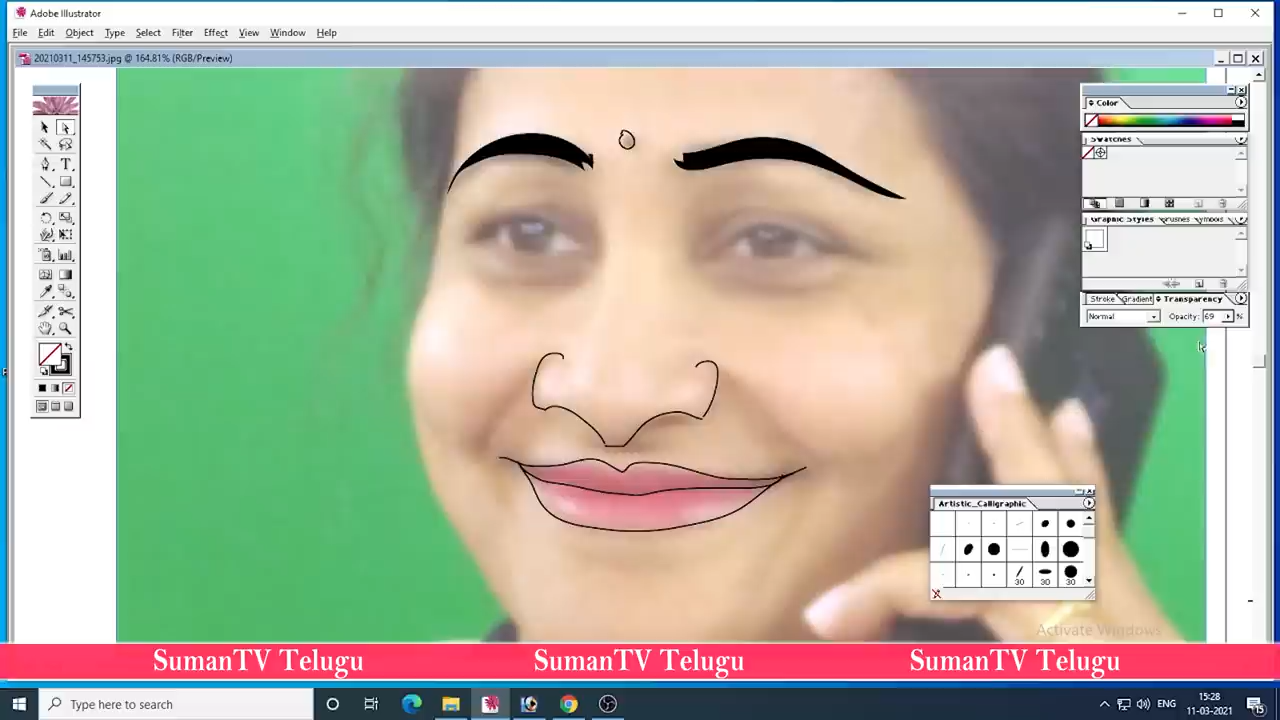 Adobe Illustrator
File Edit Object Type Select Filter Effect View Window Help
20210311_145753.jpg @ 164.81% (RGB/Preview)
Color
Swatches
Graphic Styles Brushes Symbols
Stroke Gradient Transparency
Normal Opacity: 69 %
Artistic_Calligraphic
30 30 30
Activate Windows
SumanTV Telugu SumanTV Telugu SumanTV Telugu
Type here to search
ENG
15:28
11-03-2021
15